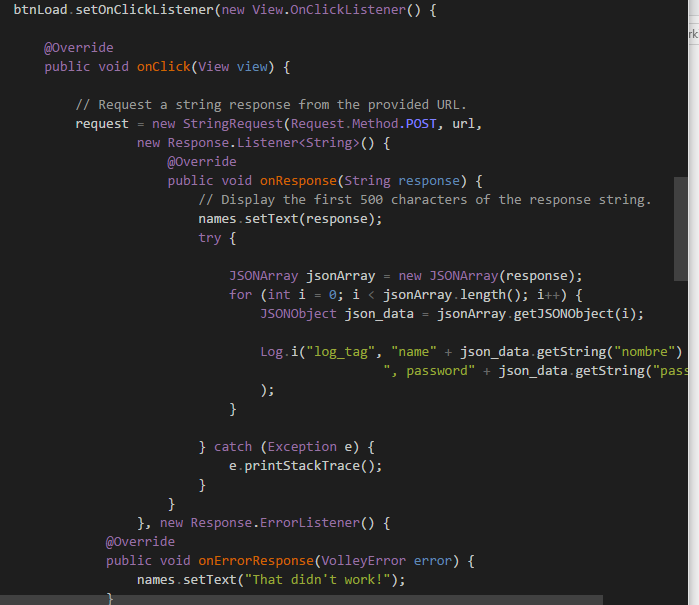 btnLoad.setOnClickListener(new View.OnClickListener() {
@Override
public void onClick(View view) {
// Request a string response from the provided URL.
request = new StringRequest(Request.Method.POST, url,
new Response.Listener<String>() {
@Override
public void onResponse(String response) {
// Display the first 500 characters of the response string.
names.setText(response);
try {
JSONArray jsonArray = new JSONArray(response);
for (int i = 0; i < jsonArray.length(); i++) {
JSONObject json_data = jsonArray.getJSONObject(i);
Log.i("log_tag", "name" + json_data.getString("nombre")
", password" + json_data.getString("pass
);
}
} catch (Exception e) {
e.printStackTrace();
}
}
}, new Response.ErrorListener() {
@Override
public void onErrorResponse(VolleyError error) {
names.setText("That didn't work!");
}